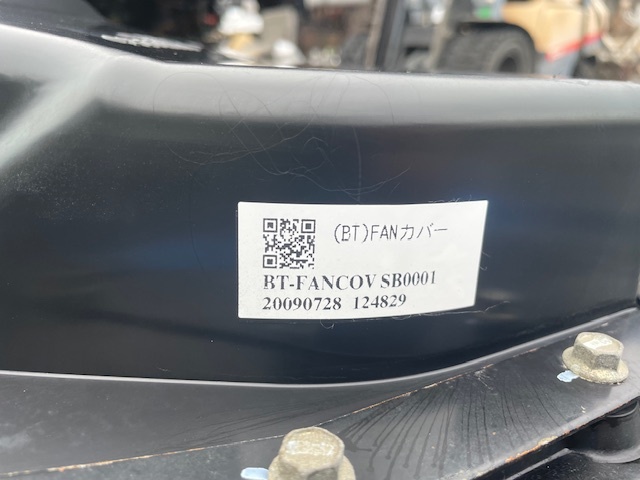 (BT)FANカバー
BT-FANCOV SB0001
20090728 124829